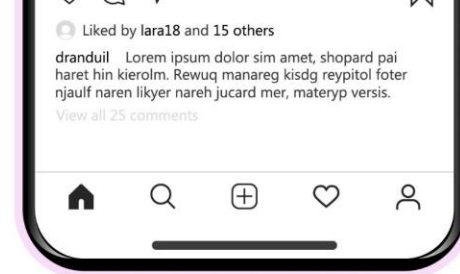 Liked by lara18 and 15 others
dranduil Lorem ipsum dolor sim amet, shopard pai
haret hin kierolm. Rewuq manareg kisdg reypitol foter
njaulf naren likyer nareh jucard mer, materyp versis.
View all 25 comments